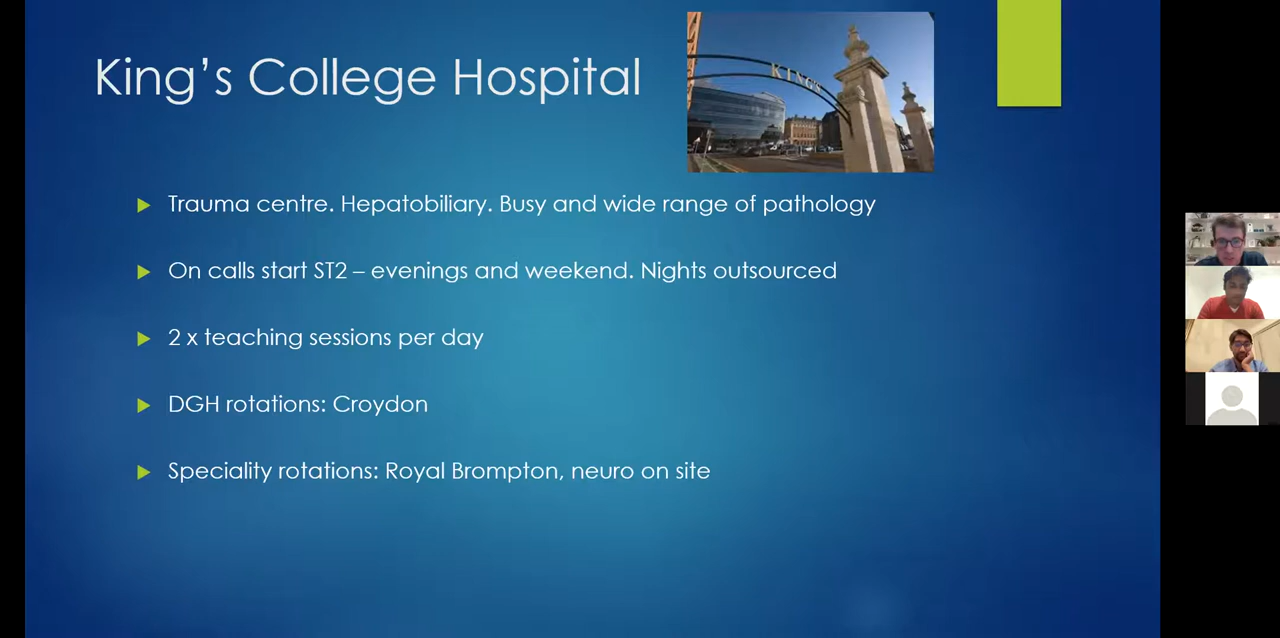 King's College Hospital
KING'S
Trauma centre. Hepatobiliary. Busy and wide range of pathology
On calls start ST2 – evenings and weekend. Nights outsourced
2 x teaching sessions per day
DGH rotations: Croydon
Speciality rotations: Royal Brompton, neuro on site